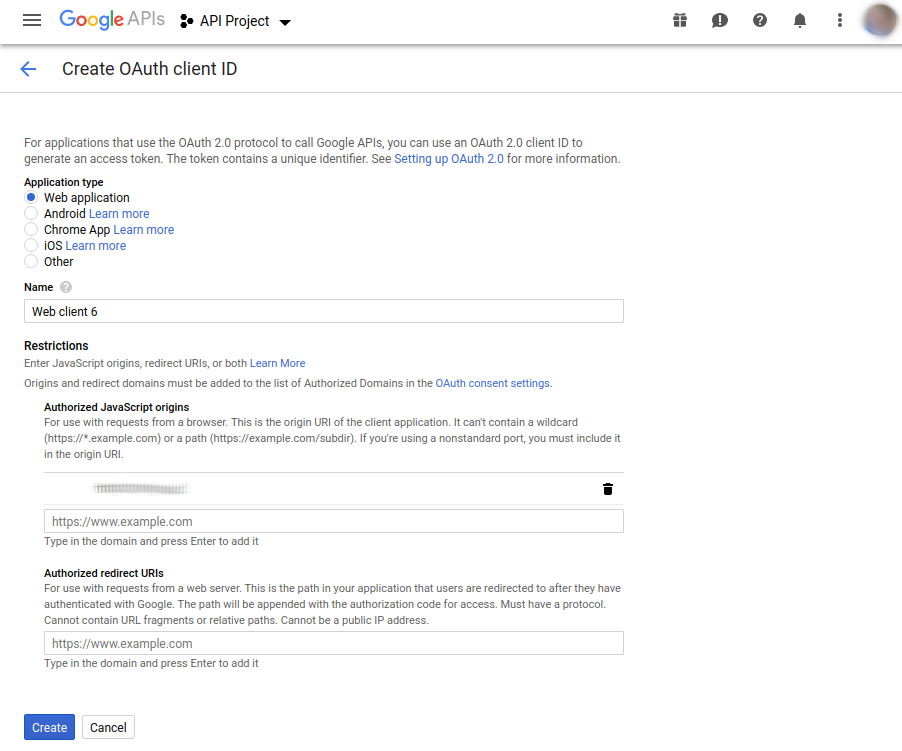 Google APIs API Project
Create OAuth client ID
For applications that use the OAuth 2.0 protocol to call Google APIs, you can use an OAuth 2.0 client ID to
generate an access token. The token contains a unique identifier. See Setting up OAuth 2.0 for more information.
Application type
Web application
Android Learn more
Chrome App Learn more
iOS Learn more
Other
Name ?
Web client 6
Restrictions
Enter JavaScript origins, redirect URIs, or both Learn More
Origins and redirect domains must be added to the list of Authorized Domains in the OAuth consent settings.
Authorized JavaScript origins
For use with requests from a browser. This is the origin URI of the client application. It can't contain a wildcard
(https://*.example.com) or a path (https://example.com/subdir). If you're using a nonstandard port, you must include it
in the origin URI.
https://www.example.com
Type in the domain and press Enter to add it
Authorized redirect URIs
For use with requests from a web server. This is the path in your application that users are redirected to after they have
authenticated with Google. The path will be appended with the authorization code for access. Must have a protocol.
Cannot contain URL fragments or relative paths. Cannot be a public IP address.
https://www.example.com
Type in the domain and press Enter to add it
Create Cancel